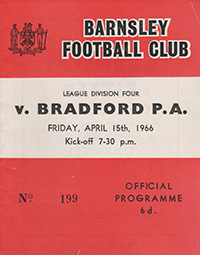 BARNSLEY
FOOTBALL CLUB
LEAGUE DIVISION FOUR
v. BRADFORD P.A.
FRIDAY, APRIL 15th, 1966
Kick-off 7-30 p.m.
No 199
OFFICIAL
PROGRAMME
6d.